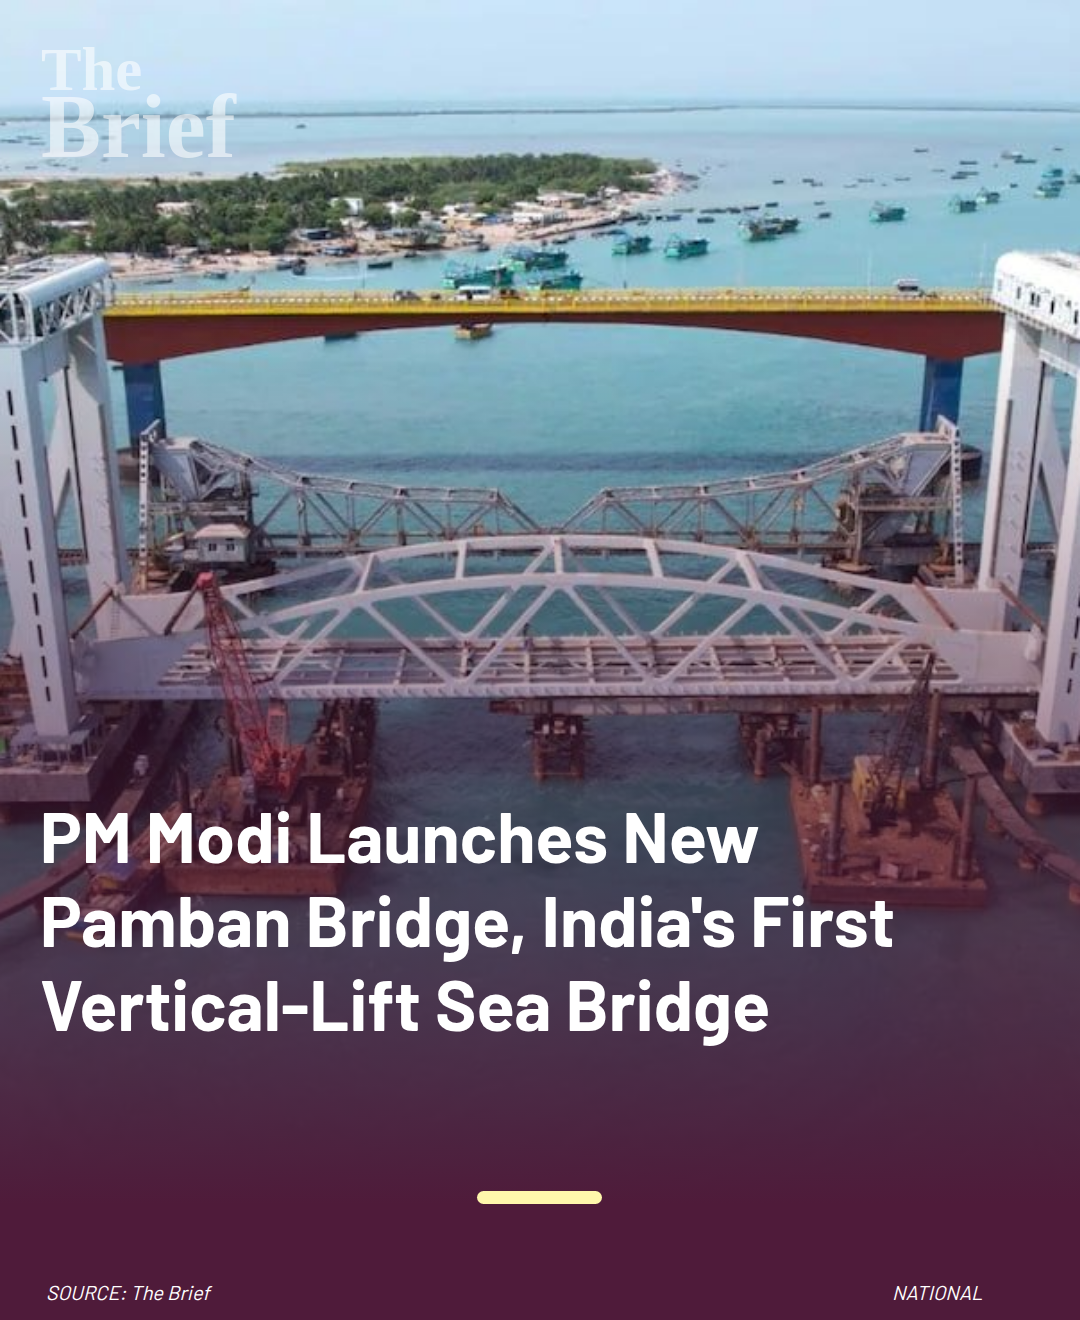 The
Brief
PM Modi Launches New
Pamban Bridge, India's First
Vertical-Lift Sea Bridge
SOURCE: The Brief
NATIONAL